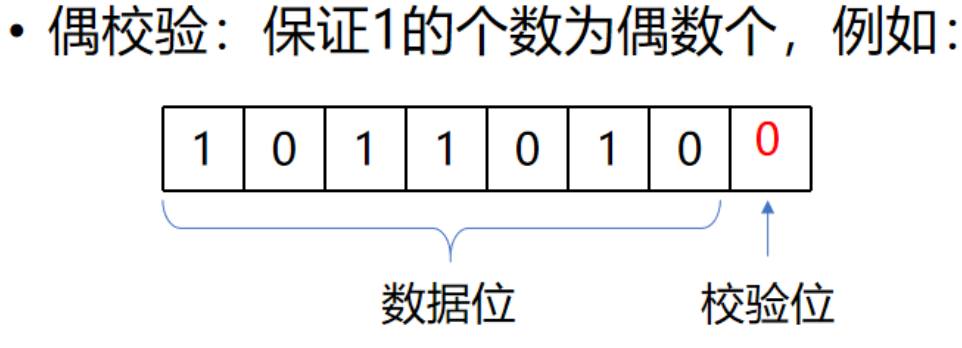 • 偶校验：保证1的个数为偶数个，例如：
1 0 1 1 0 1 0 0
数据位 校验位